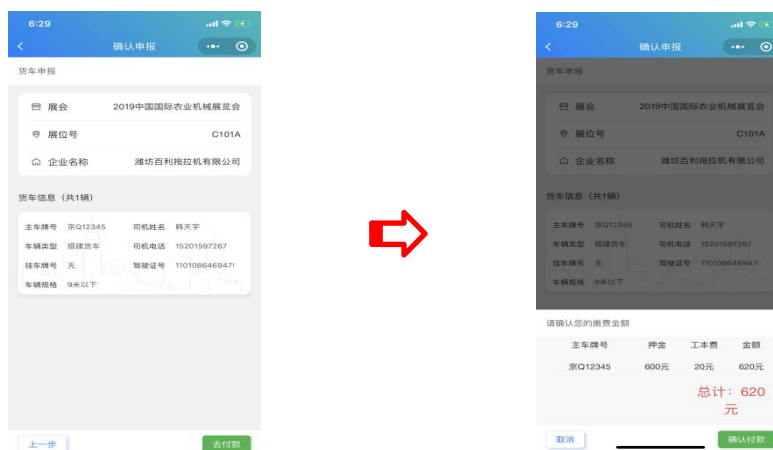 6:29
确认申报
货车申报
展会 2019中国国际农业机械展览会
展位号 C101A
企业名称 潍坊百利拖拉机有限公司
货车信息（共1辆）
主车牌号 京Q12345 司机姓名 韩天宇
车辆类型 搭建货车 司机电话 15201597267
挂车牌号 无 驾驶证号 110108646947!
车辆规格 9米以下
上一步 去付款
6:29
确认申报
货车申报
展会 2019中国国际农业机械展览会
展位号 C101A
企业名称 潍坊百利拖拉机有限公司
货车信息（共1辆）
主车牌号 京Q12345 司机姓名 韩天宇
车辆类型 搭建货车 司机电话 15201597267
挂车牌号 无 驾驶证号 110108646947!
车辆规格 9米以下
请确认您的缴费金额
主车牌号 押金 工本费 金额
京Q12345 600元 20元 620元
总计：620
元
取消 确认付款